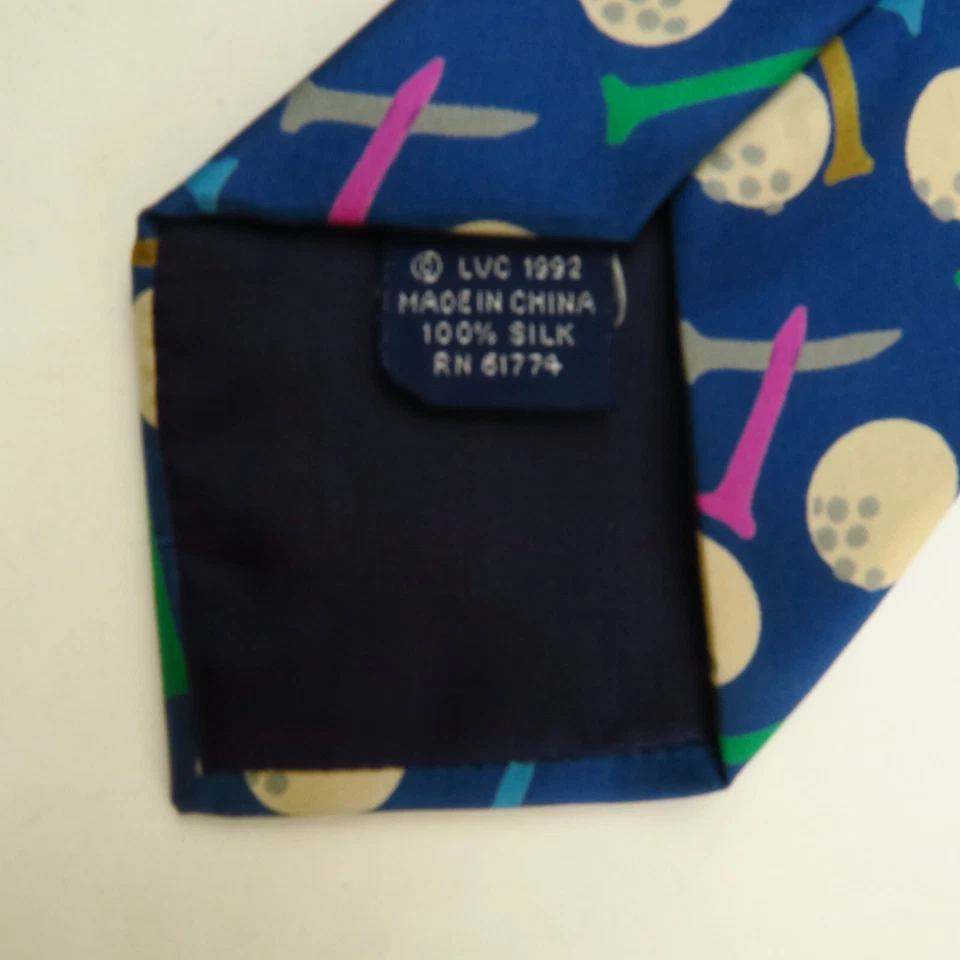 © LVC 1992
MADE IN CHINA
100% SILK
RN 61774